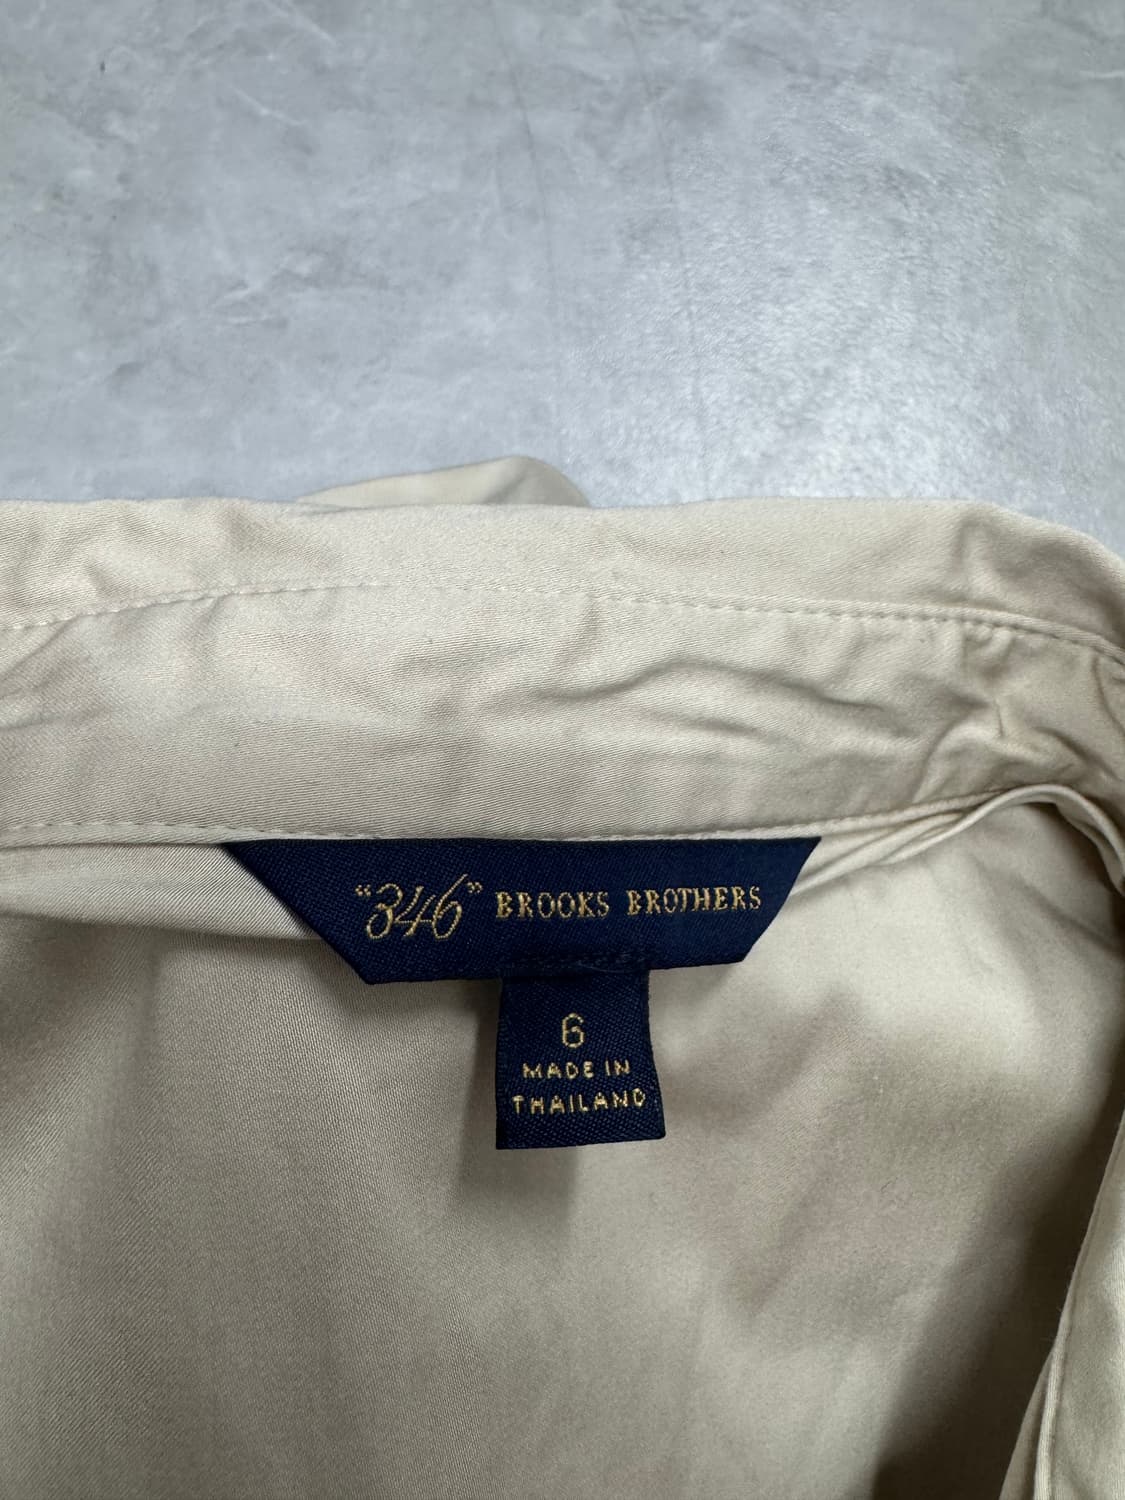 "346" BROOKS BROTHERS
6
MADE IN
THAILAND